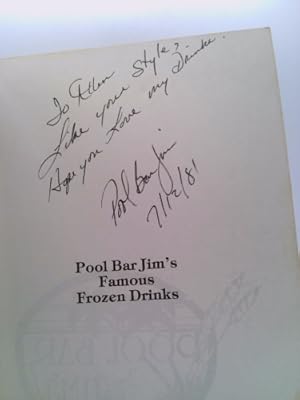 To Ellen
Like your style?
Hope you Love my Drinks.
Pool Bar Jim
7/12/81
Pool Bar Jim's
Famous
Frozen Drinks